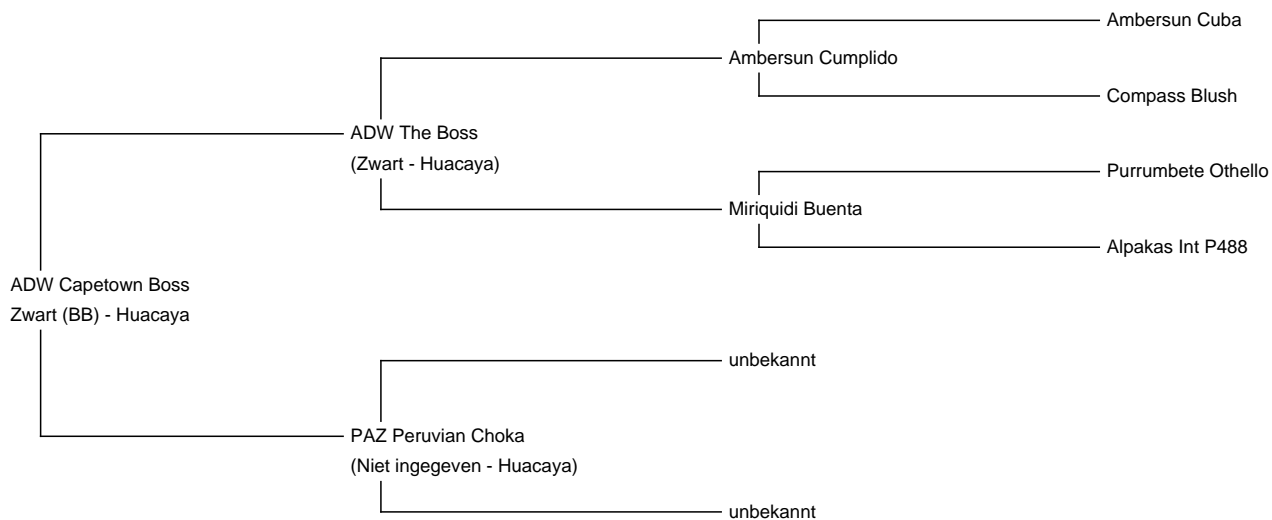 Ambersun Cuba
Ambersun Cumplido
Compass Blush
ADW The Boss
(Zwart - Huacaya)
Purrumbete Othello
Miriquidi Buenta
Alpakas Int P488
ADW Capetown Boss
Zwart (BB) - Huacaya
unbekannt
PAZ Peruvian Choka
(Niet ingegeven - Huacaya)
unbekannt